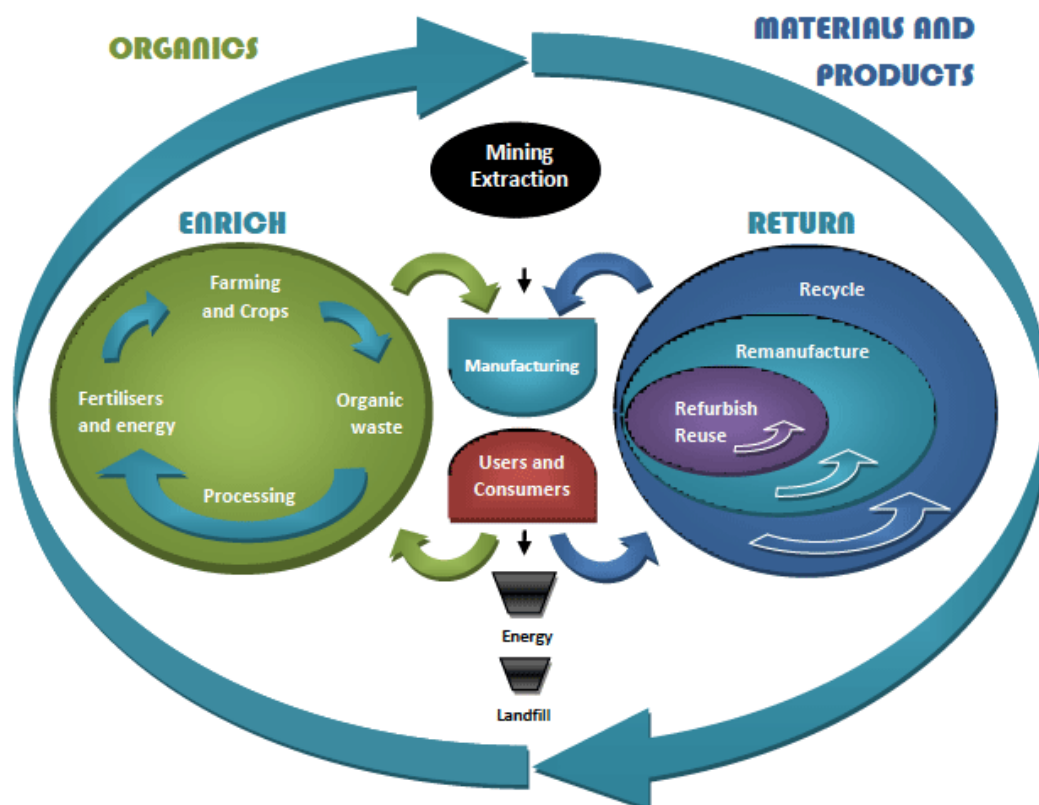 ORGANICS
MATERIALS AND
PRODUCTS
Mining
Extraction
ENRICH
RETURN
Farming
and Crops
Recycle
Manufacturing
Remanufacture
Fertilisers
and energy
Organic
waste
Refurbish
Reuse
Users and
Consumers
Processing
Energy
Landfill